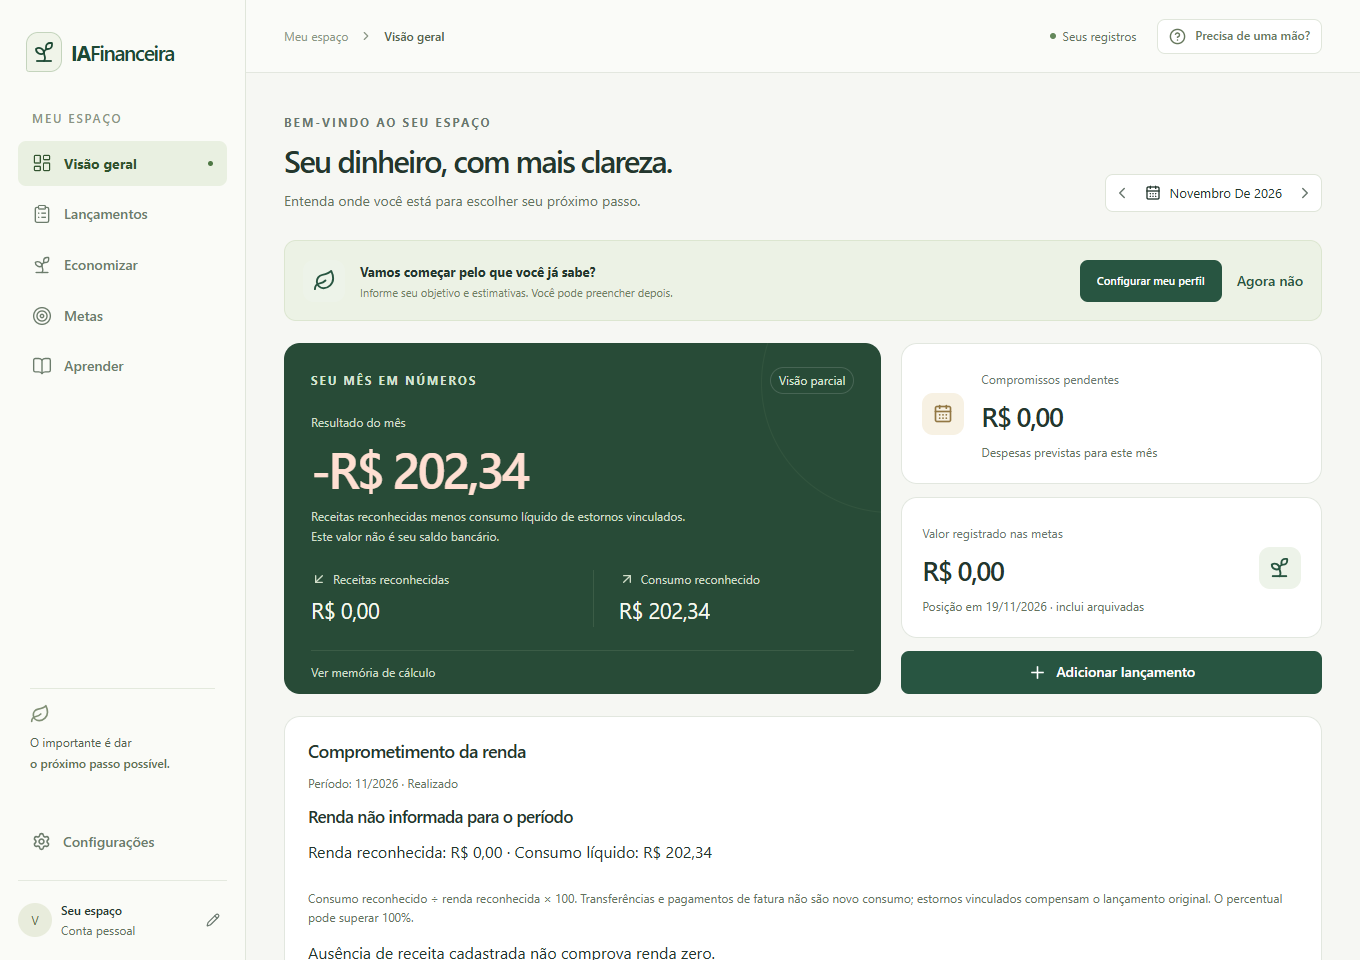 IAFinanceira
MEU ESPAÇO
Visão geral
Lançamentos
Economizar
Metas
Aprender
O importante é dar
o próximo passo possível.
Configurações
V
Seu espaço
Conta pessoal
Meu espaço > Visão geral
Seus registros
Precisa de uma mão?
BEM-VINDO AO SEU ESPAÇO
Seu dinheiro, com mais clareza.
Entenda onde você está para escolher seu próximo passo.
Novembro De 2026
Vamos começar pelo que você já sabe?
Informe seu objetivo e estimativas. Você pode preencher depois.
Configurar meu perfil
Agora não
SEU MÊS EM NÚMEROS
Visão parcial
Resultado do mês
-R$ 202,34
Receitas reconhecidas menos consumo líquido de estornos vinculados.
Este valor não é seu saldo bancário.
Receitas reconhecidas
R$ 0,00
Consumo reconhecido
R$ 202,34
Ver memória de cálculo
Compromissos pendentes
R$ 0,00
Despesas previstas para este mês
Valor registrado nas metas
R$ 0,00
Posição em 19/11/2026 · inclui arquivadas
Adicionar lançamento
Comprometimento da renda
Período: 11/2026 · Realizado
Renda não informada para o período
Renda reconhecida: R$ 0,00 · Consumo líquido: R$ 202,34
Consumo reconhecido ÷ renda reconhecida × 100. Transferências e pagamentos de fatura não são novo consumo; estornos vinculados compensam o lançamento original. O percentual
pode superar 100%.
Ausência de receita cadastrada não comprova renda zero.